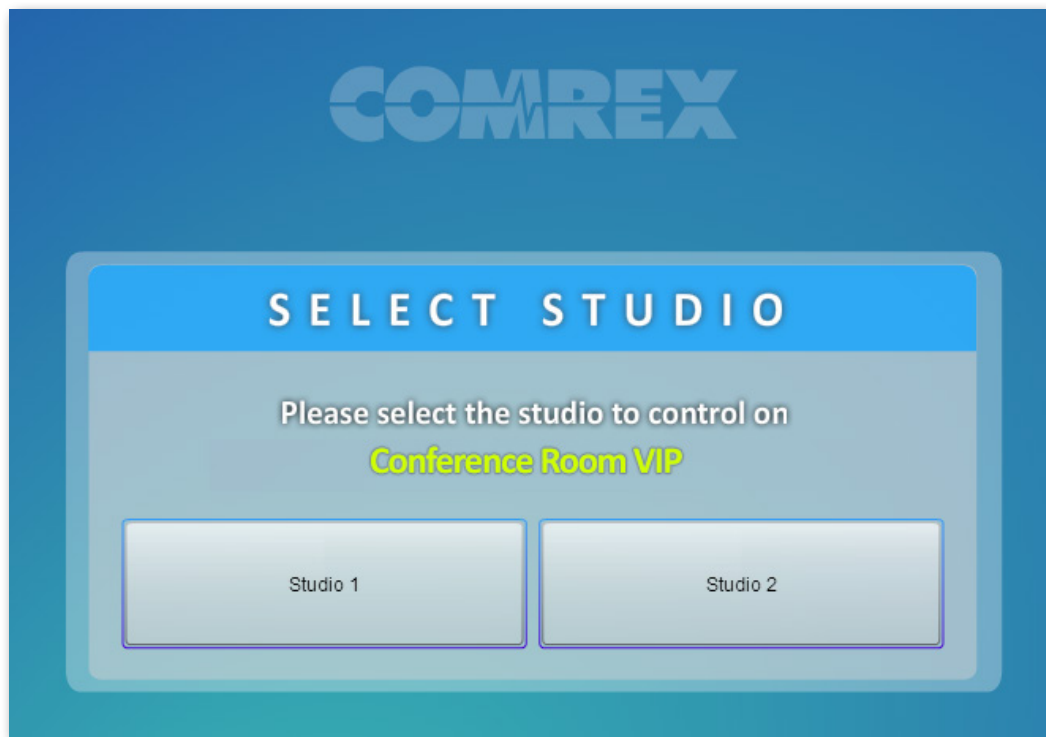 COMREX
SELECT STUDIO
Please select the studio to control on
Conference Room VIP
Studio 1
Studio 2